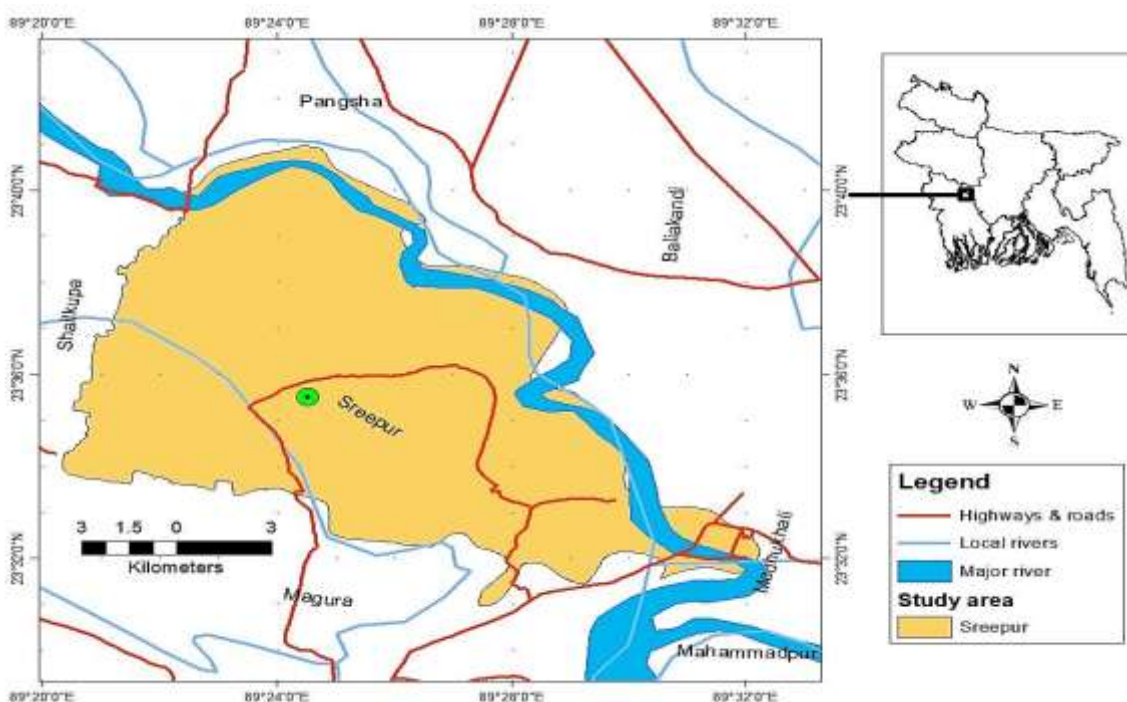 89°20'0"E 89°24'0"E 89°28'0"E 89°32'0"E
Pangsha
23°40'0"N 23°40'0"N
Baliakandi
Shailkupa
23°36'0"N 23°36'0"N
Sreepur
N
W E
S
3 1.5 0 3
Kilometers
23°32'0"N 23°32'0"N
Madhukhali
Magura
Mahammadpur
89°20'0"E 89°24'0"E 89°28'0"E 89°32'0"E
Legend
Highways & roads
Local rivers
Major river
Study area
Sreepur